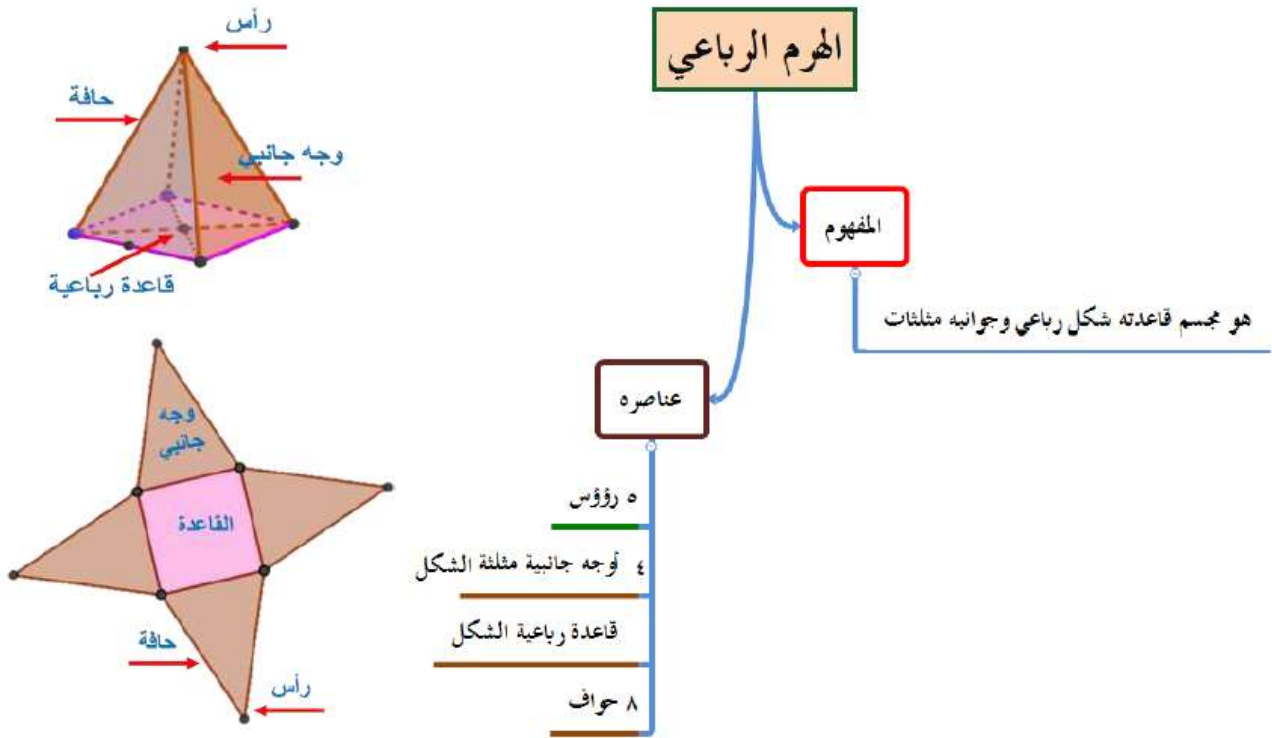 الهرم الرباعي
المفهوم
هو مجسم قاعدته شكل رباعي وجوانبه مثلثات
عناصره
٥ رؤوس
٤ أوجه جانبية مثلثة الشكل
قاعدة رباعية الشكل
٨ حواف
رأس
حافة
وجه جانبي
قاعدة رباعية
وجه
جانبي
القاعدة
حافة
رأس